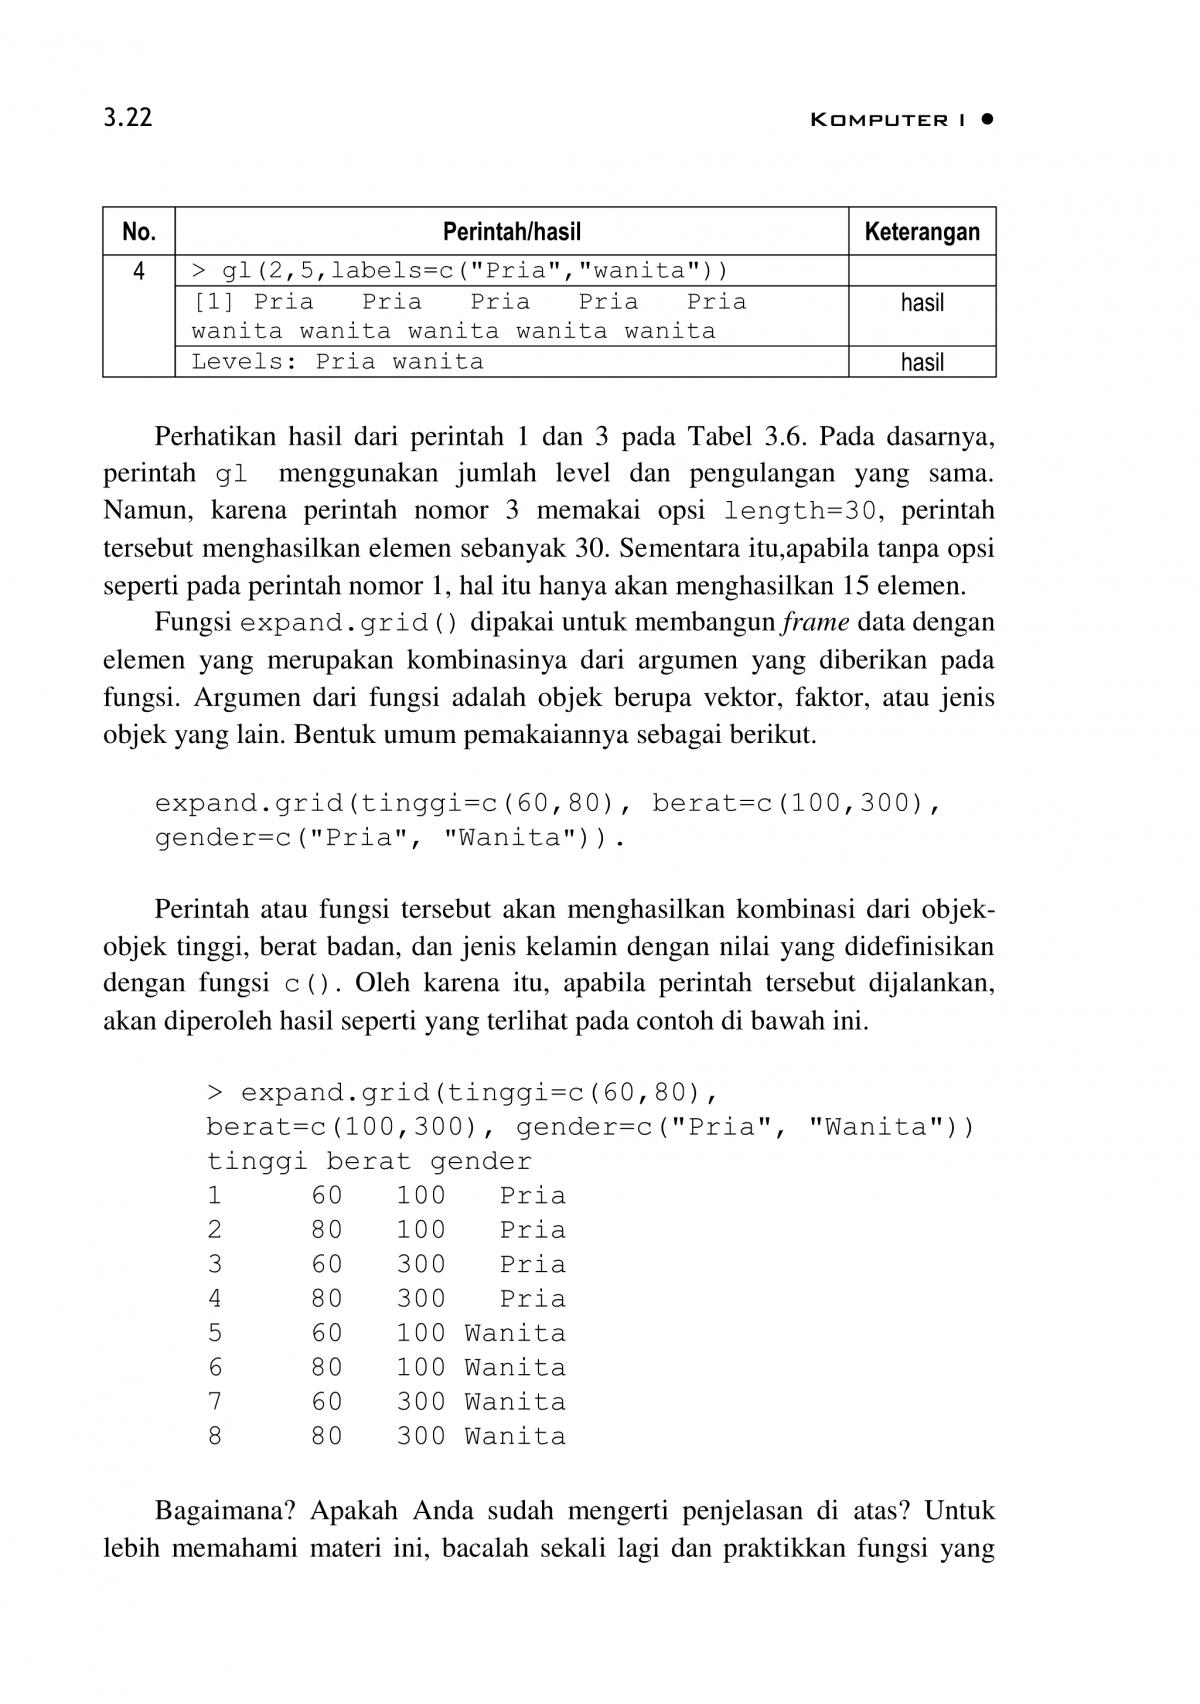 3.22 KOMPUTER I ●
No. Perintah/hasil Keterangan
4 > gl(2,5,labels=c("Pria","wanita"))
[1] Pria Pria Pria Pria Pria hasil
wanita wanita wanita wanita wanita
Levels: Pria wanita hasil
Perhatikan hasil dari perintah 1 dan 3 pada Tabel 3.6. Pada dasarnya,
perintah gl menggunakan jumlah level dan pengulangan yang sama.
Namun, karena perintah nomor 3 memakai opsi length=30, perintah
tersebut menghasilkan elemen sebanyak 30. Sementara itu,apabila tanpa opsi
seperti pada perintah nomor 1, hal itu hanya akan menghasilkan 15 elemen.
Fungsi expand.grid() dipakai untuk membangun frame data dengan
elemen yang merupakan kombinasinya dari argumen yang diberikan pada
fungsi. Argumen dari fungsi adalah objek berupa vektor, faktor, atau jenis
objek yang lain. Bentuk umum pemakaiannya sebagai berikut.
expand.grid(tinggi=c(60,80), berat=c(100,300),
gender=c("Pria", "Wanita")).
Perintah atau fungsi tersebut akan menghasilkan kombinasi dari objek-
objek tinggi, berat badan, dan jenis kelamin dengan nilai yang didefinisikan
dengan fungsi c(). Oleh karena itu, apabila perintah tersebut dijalankan,
akan diperoleh hasil seperti yang terlihat pada contoh di bawah ini.
> expand.grid(tinggi=c(60,80),
berat=c(100,300), gender=c("Pria", "Wanita"))
tinggi berat gender
1 60 100 Pria
2 80 100 Pria
3 60 300 Pria
4 80 300 Pria
5 60 100 Wanita
6 80 100 Wanita
7 60 300 Wanita
8 80 300 Wanita
Bagaimana? Apakah Anda sudah mengerti penjelasan di atas? Untuk
lebih memahami materi ini, bacalah sekali lagi dan praktikkan fungsi yang